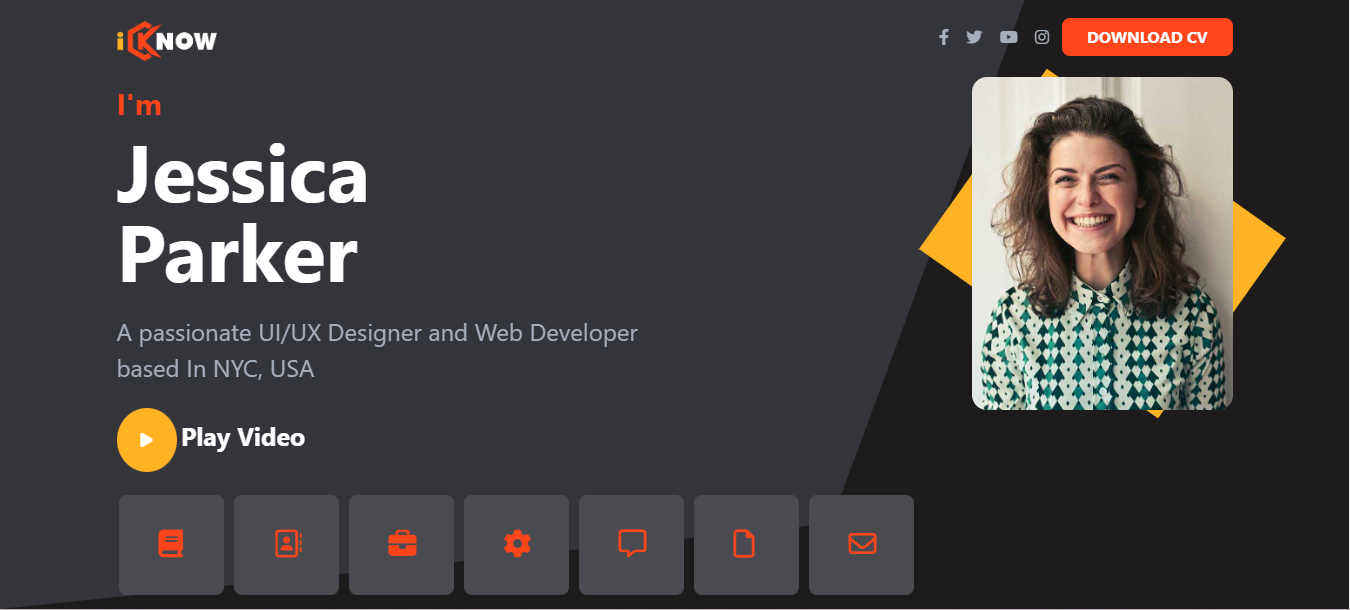 iKNOW
DOWNLOAD CV
I'm
Jessica
Parker
A passionate UI/UX Designer and Web Developer
based In NYC, USA
Play Video